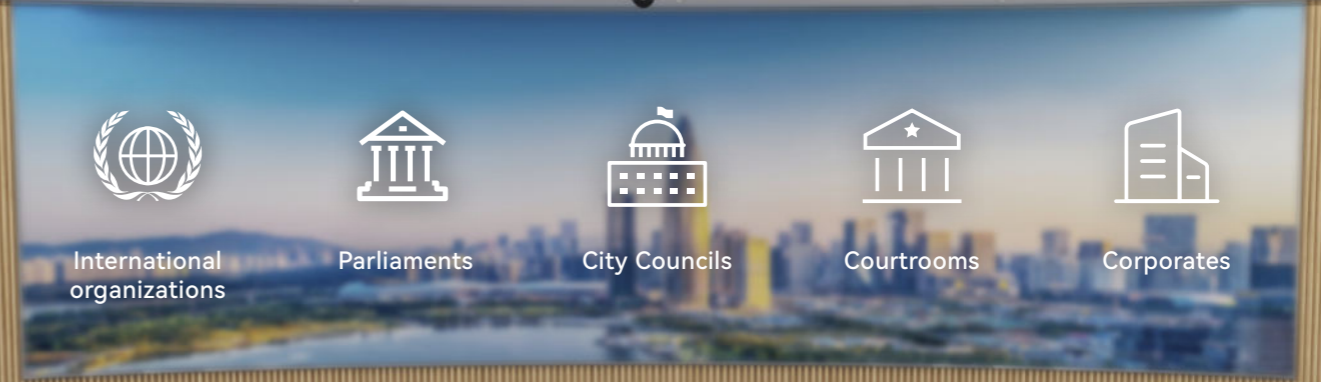 International
organizations
Parliaments
City Councils
Courtrooms
Corporates